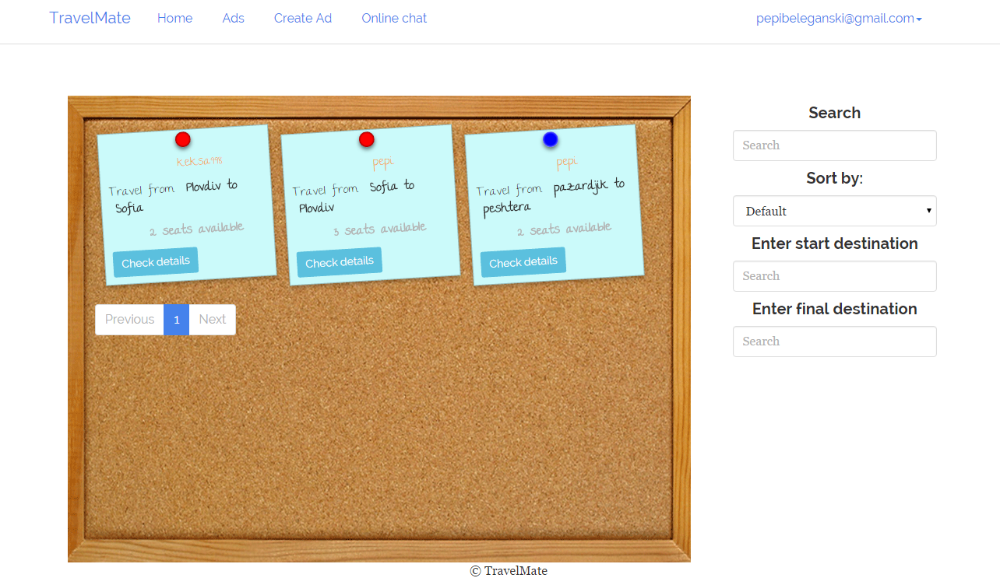 TravelMate Home Ads Create Ad Online chat pepibeleganski@gmail.com
keksa998
Travel from Plovdiv to
Sofia
2 seats available
Check details
pepi
Travel from Sofia to
Plovdiv
3 seats available
Check details
pepi
Travel from pazardjik to
peshtera
2 seats available
Check details
Previous 1 Next
Search
Search
Sort by:
Default
Enter start destination
Search
Enter final destination
Search
© TravelMate